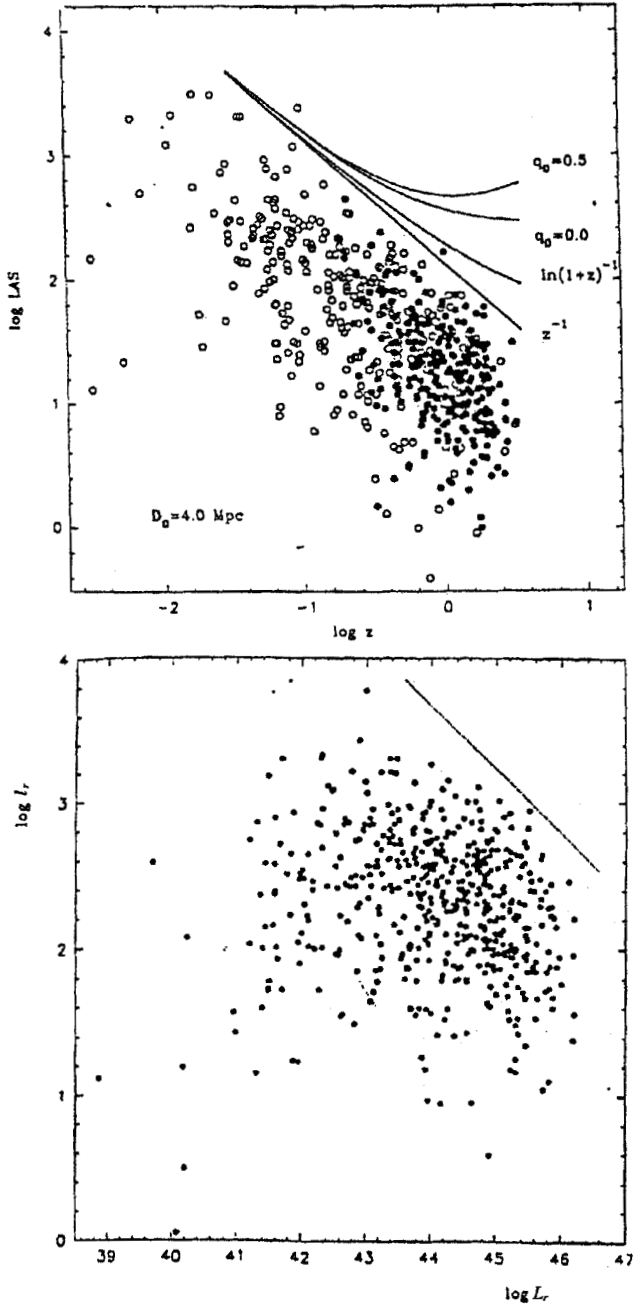 4
3
2
1
0
log LAS
q₀=0.5
q₀=0.0
ln(1+z)⁻¹
z⁻¹
D₀=4.0 Mpc
-2 -1 0 1
log z
4
3
2
1
0
log lᵣ
39 40 41 42 43 44 45 46 47
log Lᵣ